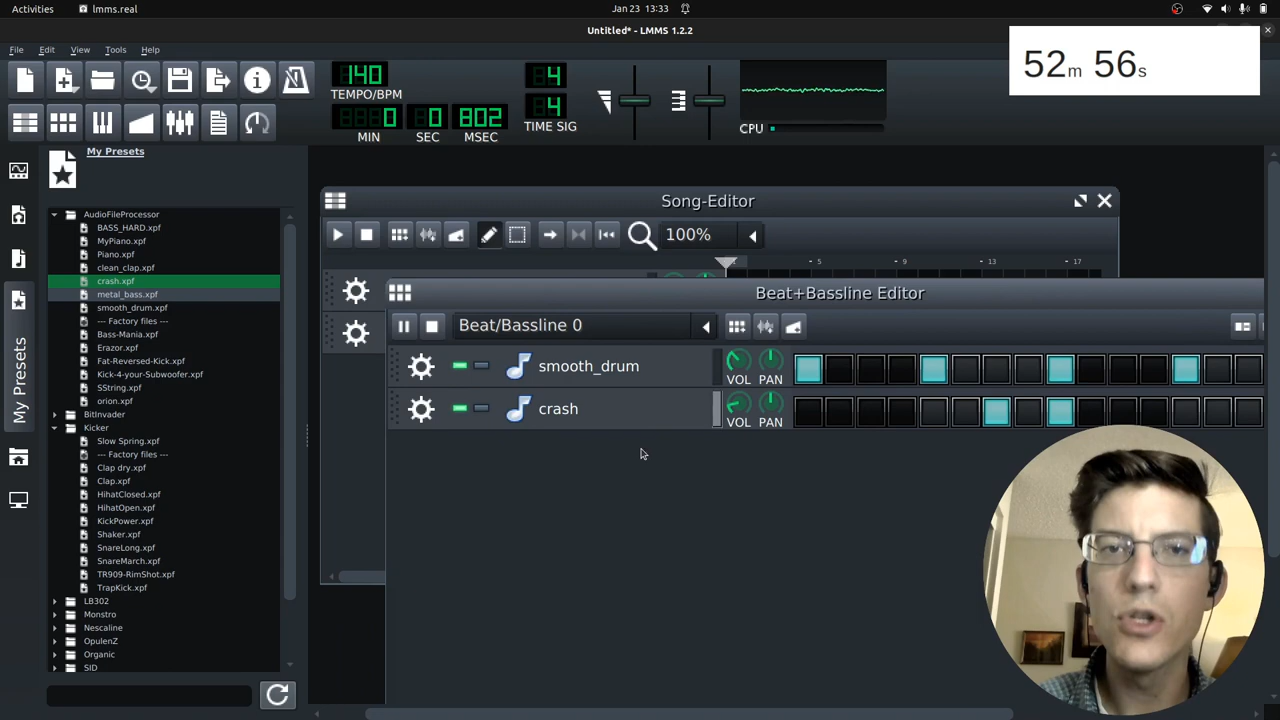 Activities
lmms.real
Jan 23 13:33
Untitled* - LMMS 1.2.2
File Edit View Tools Help
52m 56s
140
TEMPO/BPM
0 0 802
MIN SEC MSEC
4
4
TIME SIG
CPU
My Presets
My Presets
AudioFileProcessor
BASS_HARD.xpf
MyPiano.xpf
Piano.xpf
clean_clap.xpf
crash.xpf
metal_bass.xpf
smooth_drum.xpf
--- Factory files ---
Bass-Mania.xpf
Erazor.xpf
Fat-Reversed-Kick.xpf
Kick-4-your-Subwoofer.xpf
SString.xpf
orion.xpf
BitInvader
Kicker
Slow Spring.xpf
--- Factory files ---
Clap dry.xpf
Clap.xpf
HihatClosed.xpf
HihatOpen.xpf
KickPower.xpf
Shaker.xpf
SnareLong.xpf
SnareMarch.xpf
TR909-RimShot.xpf
TrapKick.xpf
LB302
Monstro
Nescaline
OpulenZ
Organic
SID
Song-Editor
100%
5 9 13 17
Beat+Bassline Editor
Beat/Bassline 0
smooth_drum
VOL PAN
crash
VOL PAN